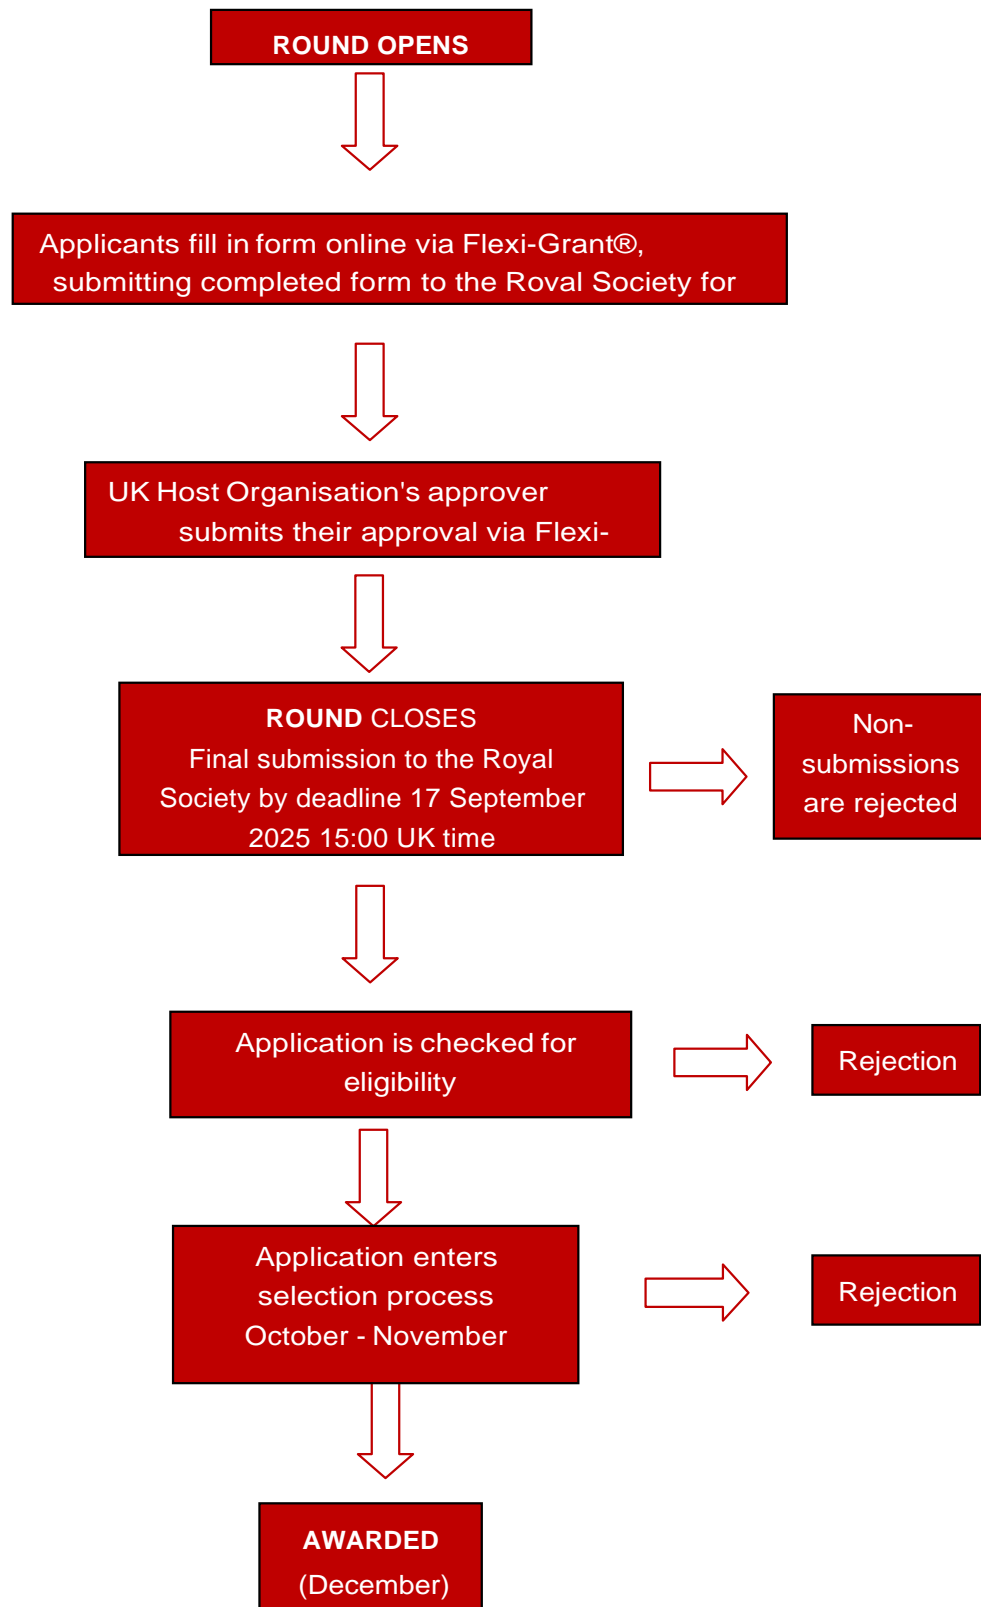 ROUND OPENS
Applicants fill in form online via Flexi-Grant®,
submitting completed form to the Royal Society for
UK Host Organisation's approver
submits their approval via Flexi-
ROUND CLOSES
Final submission to the Royal
Society by deadline 17 September
2025 15:00 UK time
Non-
submissions
are rejected
Application is checked for
eligibility
Rejection
Application enters
selection process
October - November
Rejection
AWARDED
(December)